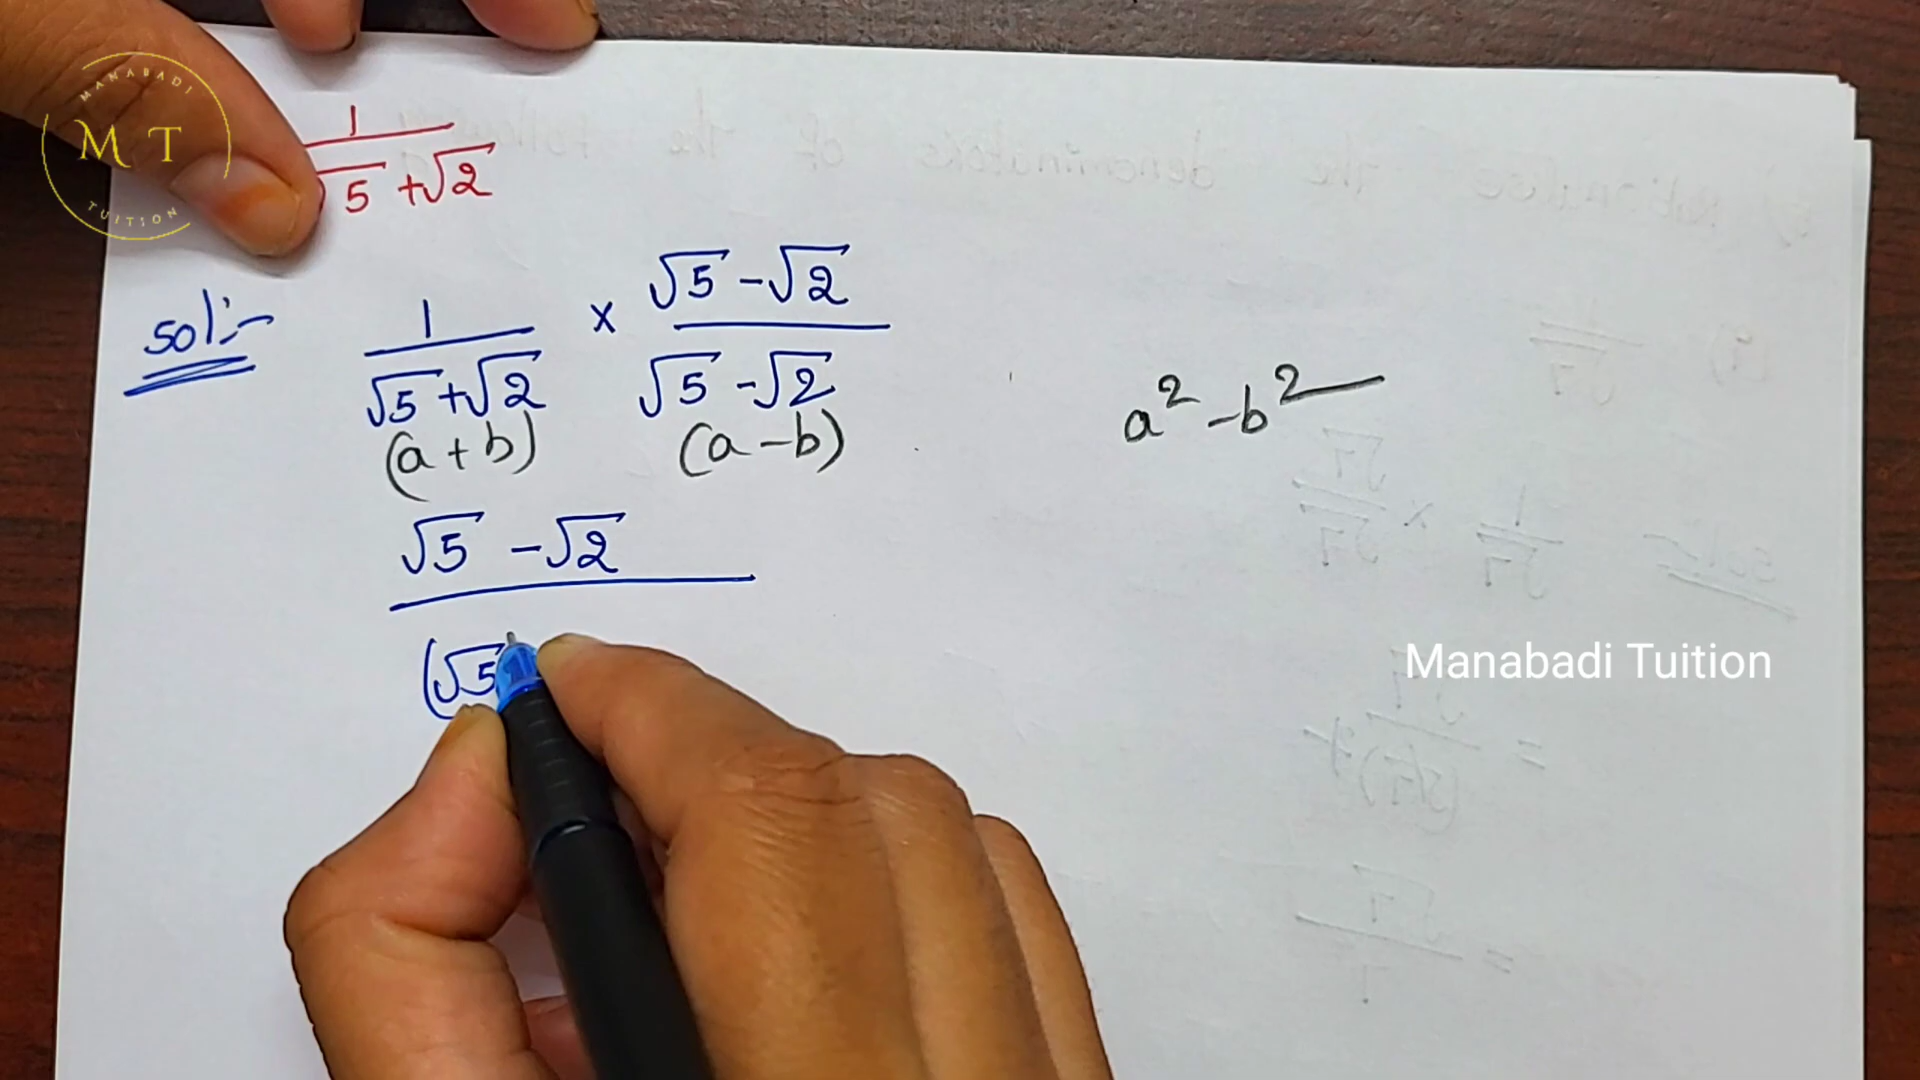 MANABADI
M T
TUITION
1
√5 + √2
sol:-
1 × √5 - √2
√5 + √2 √5 - √2
(a + b) (a - b)
a² - b²
√5 - √2
(√5
Manabadi Tuition